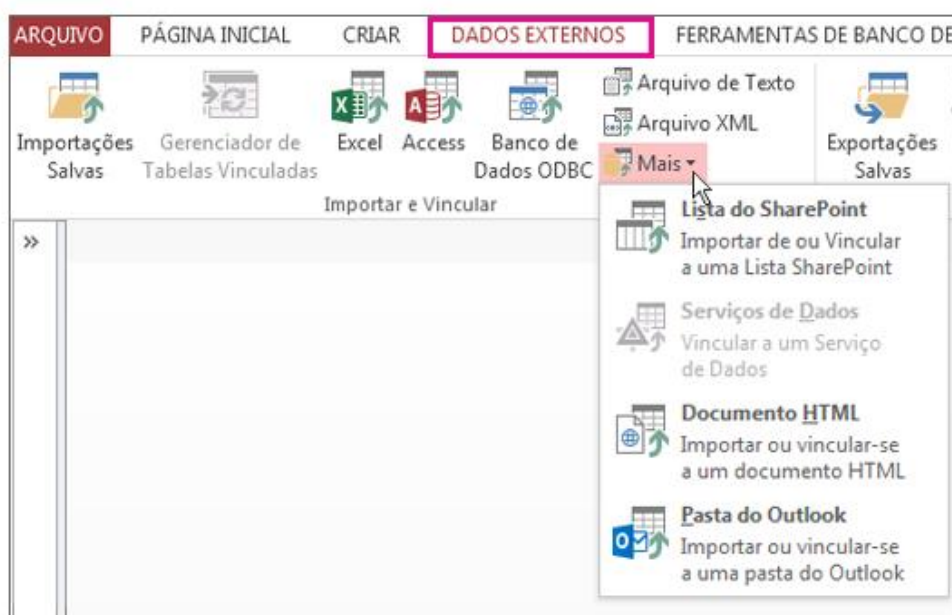 ARQUIVO PÁGINA INICIAL CRIAR DADOS EXTERNOS FERRAMENTAS DE BANCO DE
Importações Salvas
Gerenciador de Tabelas Vinculadas
Excel
Access
Banco de Dados ODBC
Arquivo de Texto
Arquivo XML
Mais
Exportações Salvas
Importar e Vincular
»
Lista do SharePoint
Importar de ou Vincular
a uma Lista SharePoint
Serviços de Dados
Vincular a um Serviço
de Dados
Documento HTML
Importar ou vincular-se
a um documento HTML
Pasta do Outlook
Importar ou vincular-se
a uma pasta do Outlook